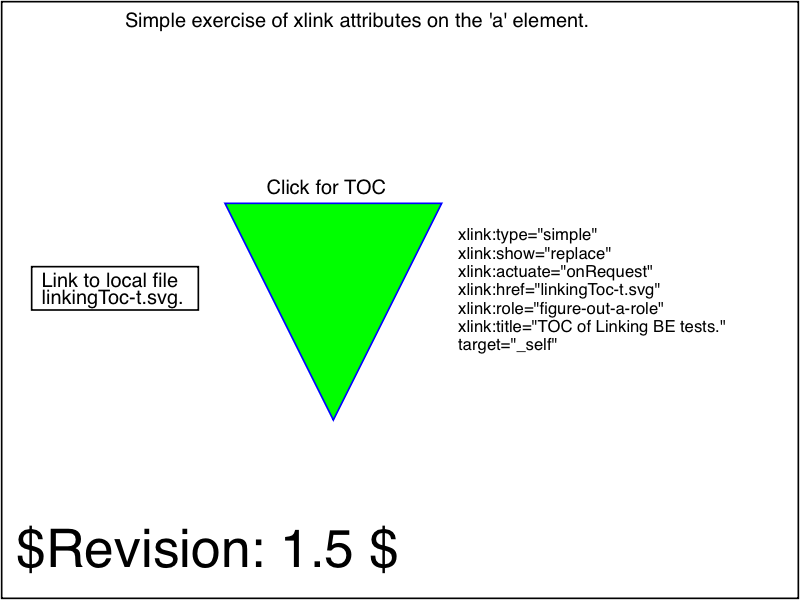 Simple exercise of xlink attributes on the 'a' element.
Click for TOC
Link to local file
linkingToc-t.svg.
xlink:type="simple"
xlink:show="replace"
xlink:actuate="onRequest"
xlink:href="linkingToc-t.svg"
xlink:role="figure-out-a-role"
xlink:title="TOC of Linking BE tests."
target="_self"
$Revision: 1.5 $